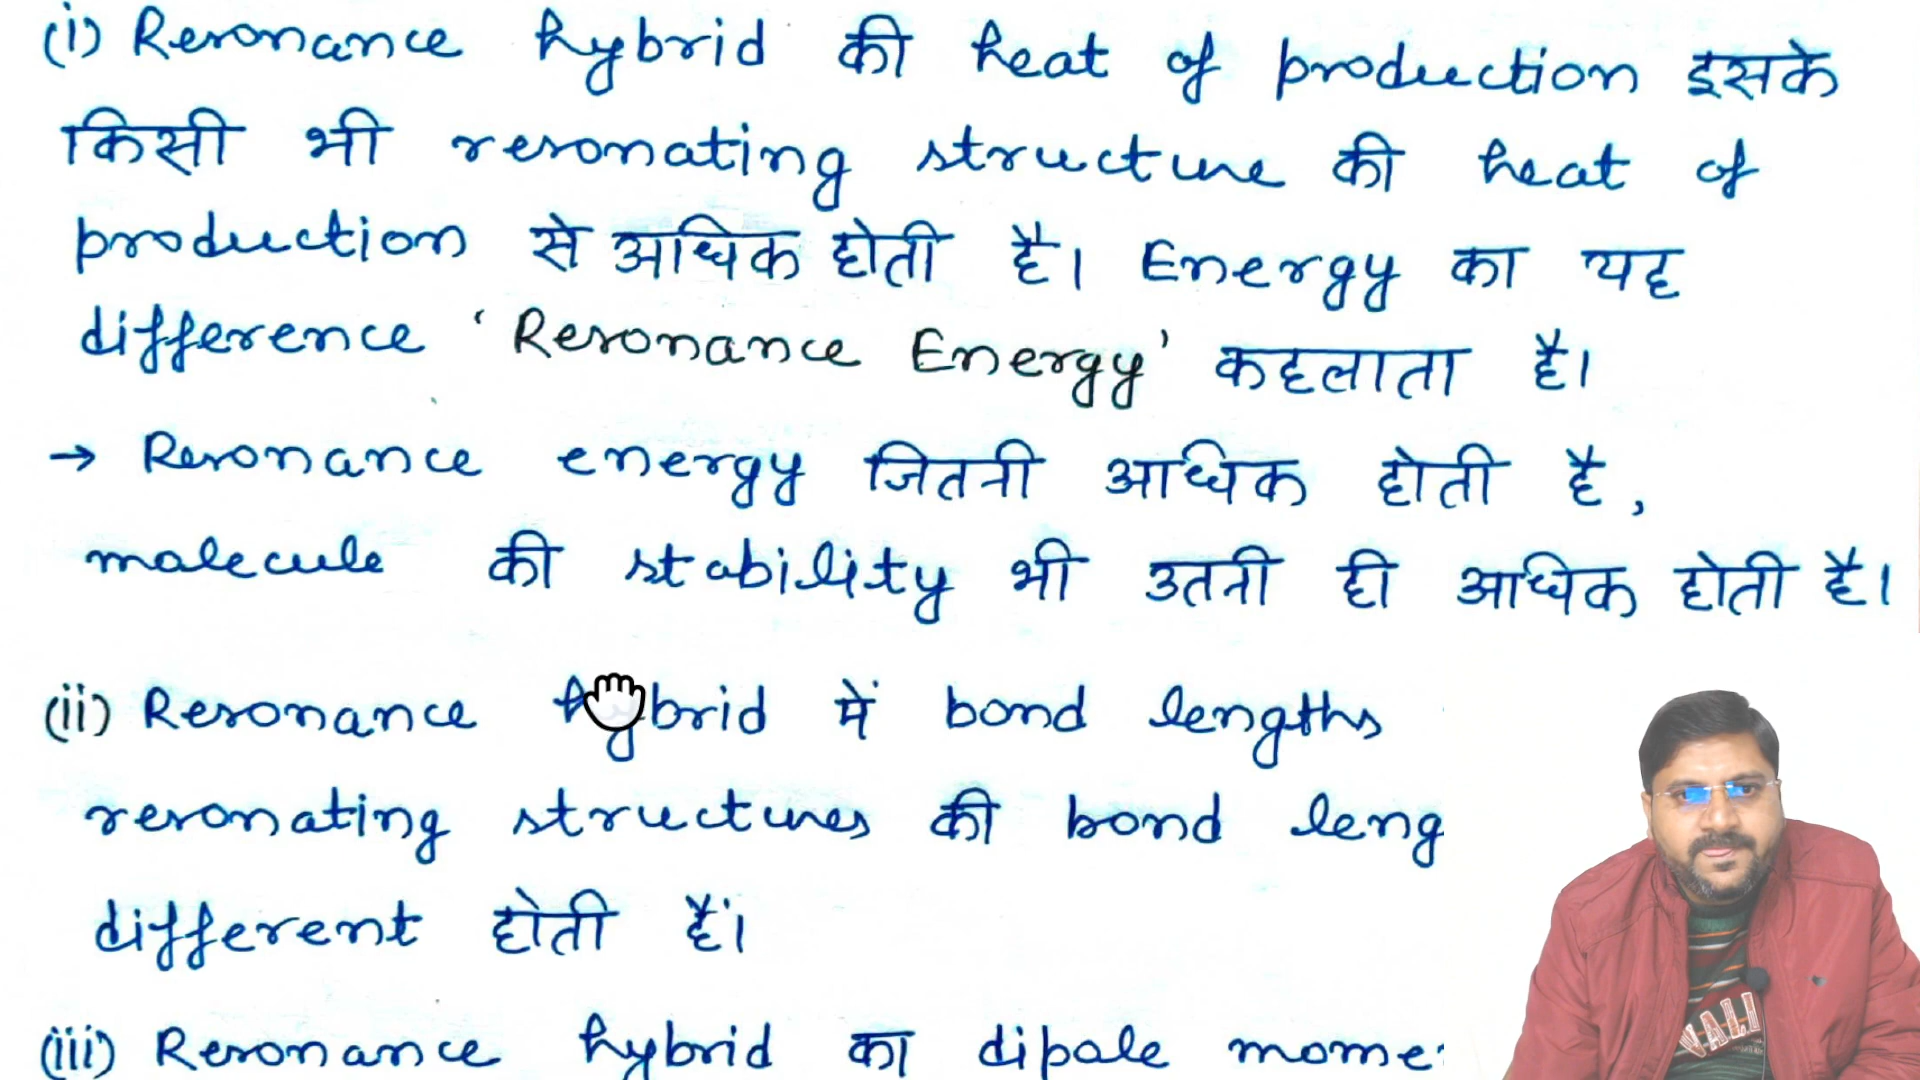 (i) Resonance hybrid की heat of production इसके
किसी भी resonating structure की heat of
production से अधिक होती है। Energy का यह
difference 'Resonance Energy' कहलाता है।
→ Resonance energy जितनी अधिक होती है,
molecule की stability भी उतनी ही अधिक होती है।
(ii) Resonance hybrid में bond lengths
resonating structures की bond leng
different होती हैं।
(iii) Resonance hybrid का dipole mome
VALI